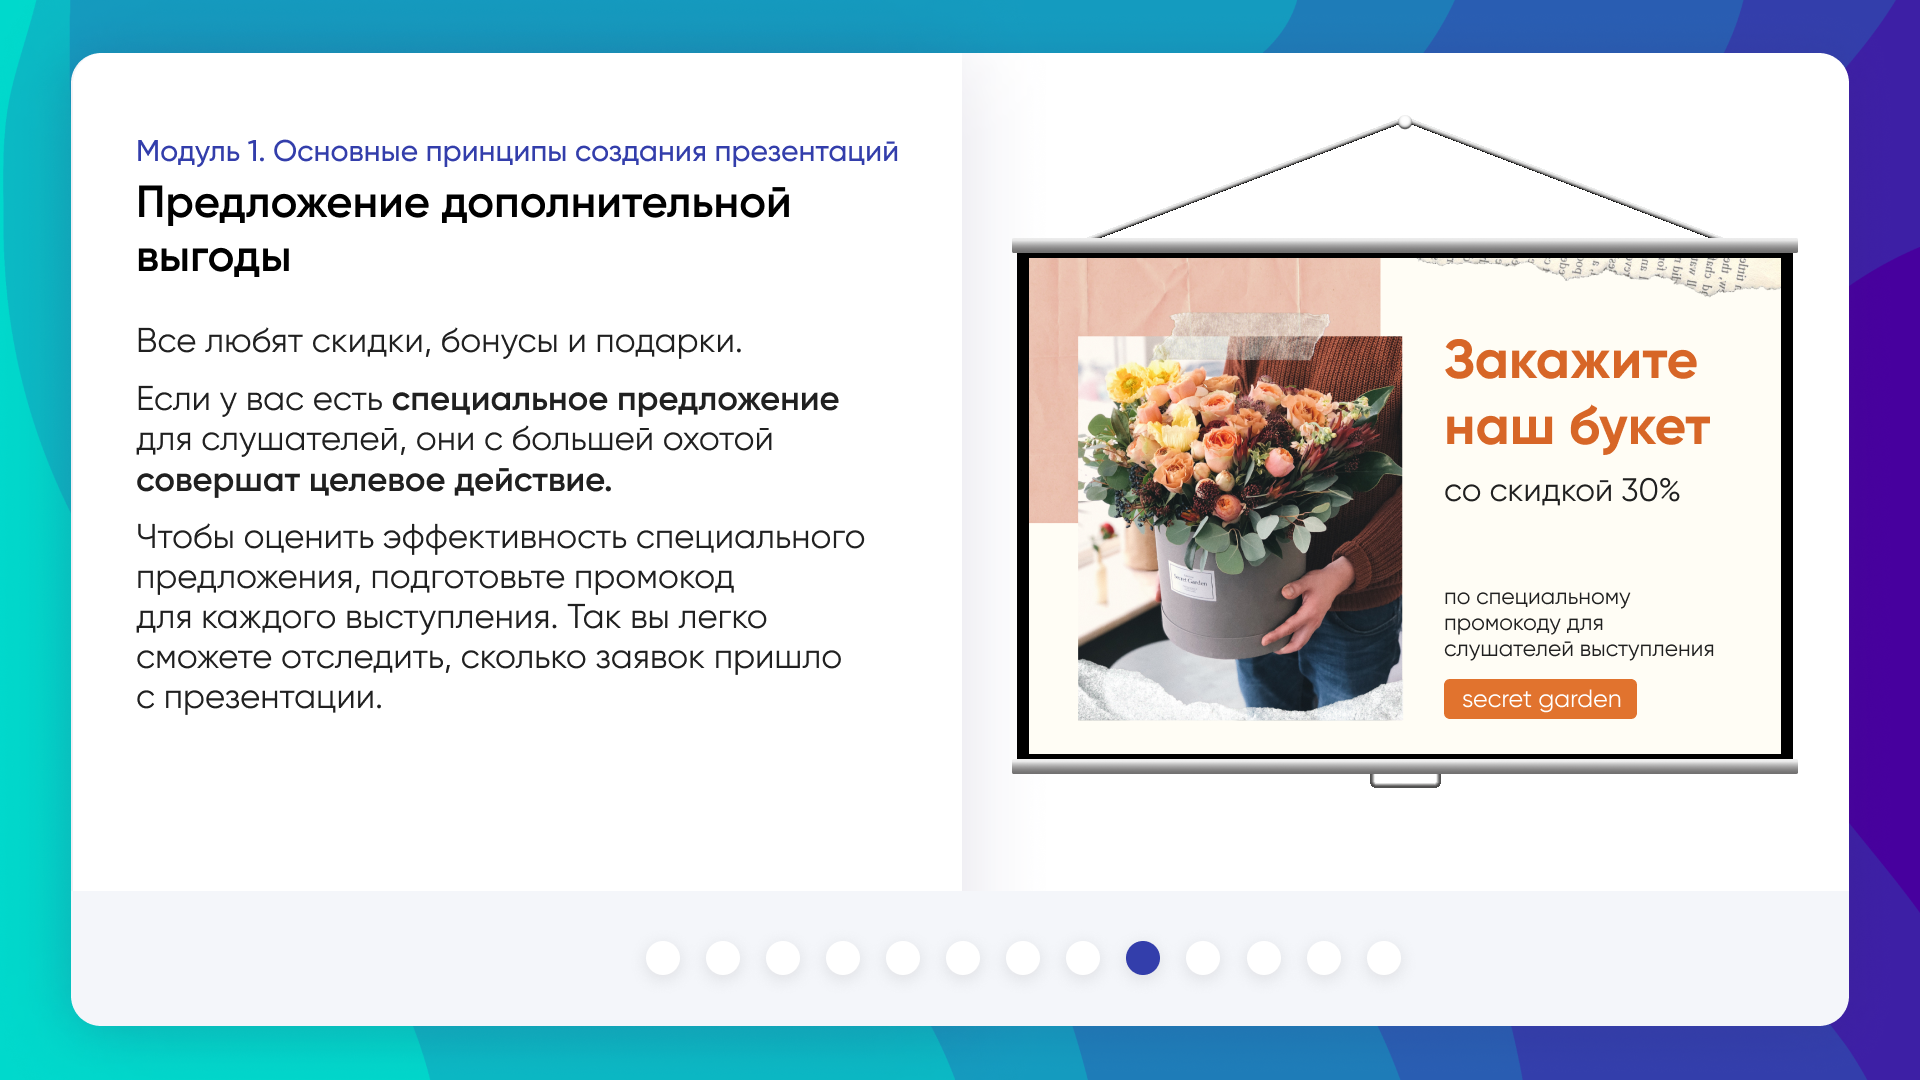 Модуль 1. Основные принципы создания презентаций
Предложение дополнительной
выгоды
Все любят скидки, бонусы и подарки.
Если у вас есть специальное предложение
для слушателей, они с большей охотой
совершат целевое действие.
Чтобы оценить эффективность специального
предложения, подготовьте промокод
для каждого выступления. Так вы легко
сможете отследить, сколько заявок пришло
с презентации.
Закажите
наш букет
со скидкой 30%
по специальному
промокоду для
слушателей выступления
secret garden
Secret Garden